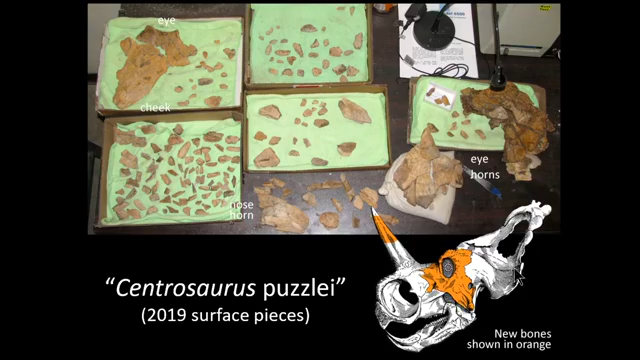 eye
cheek
nose
horn
eye
horns
“Centrosaurus puzzlei”
(2019 surface pieces)
New bones
shown in orange